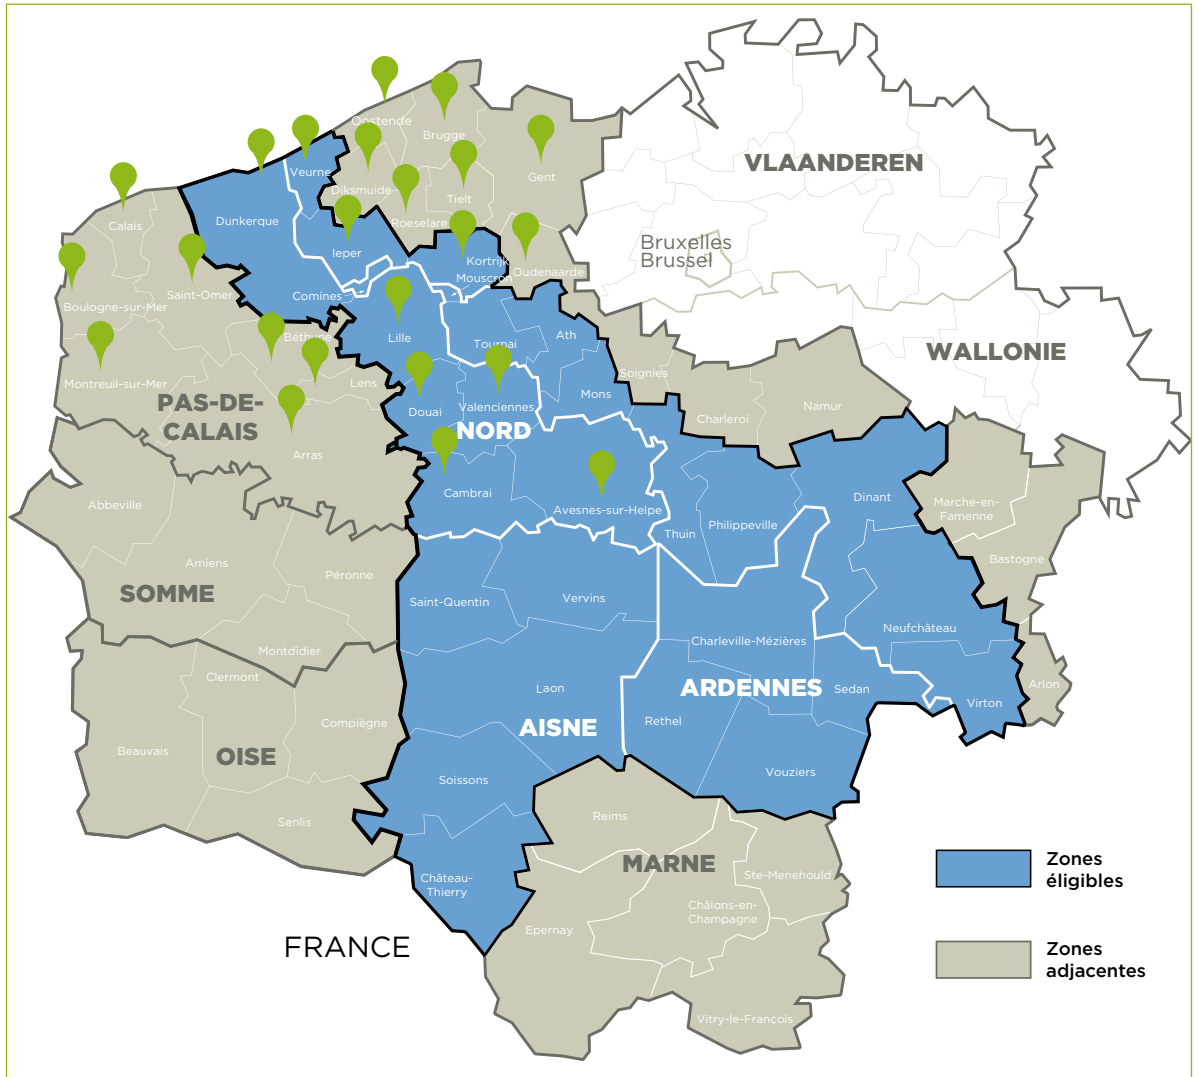 Oostende
Brugge
VLAANDEREN
Veurne
Gent
Diksmuide
Tielt
Calais
Dunkerque
Roeselare
Bruxelles
Brussel
Ieper
Kortrijk
Mouscron
Oudenaarde
Saint-Omer
Comines
Boulogne-sur-Mer
Béthune
Lille
Tournai
Ath
WALLONIE
Montreuil-sur-Mer
Lens
Soignies
Mons
PAS-DE-
CALAIS
Douai
Valenciennes
NORD
Charleroi
Namur
Arras
Cambrai
Avesnes-sur-Helpe
Dinant
Abbeville
Thuin
Philippeville
Marche-en-
Famenne
Amiens
Péronne
Bastogne
SOMME
Saint-Quentin
Vervins
Neufchâteau
Montdidier
Charleville-Mézières
Clermont
Laon
ARDENNES
Sedan
Arlon
Virton
Compiègne
AISNE
Rethel
Beauvais
OISE
Soissons
Vouziers
Senlis
Reims
MARNE
Château-
Thierry
Ste-Menehould
Châlons-en-
Champagne
Epernay
FRANCE
Vitry-le-François
Zones
éligibles
Zones
adjacentes